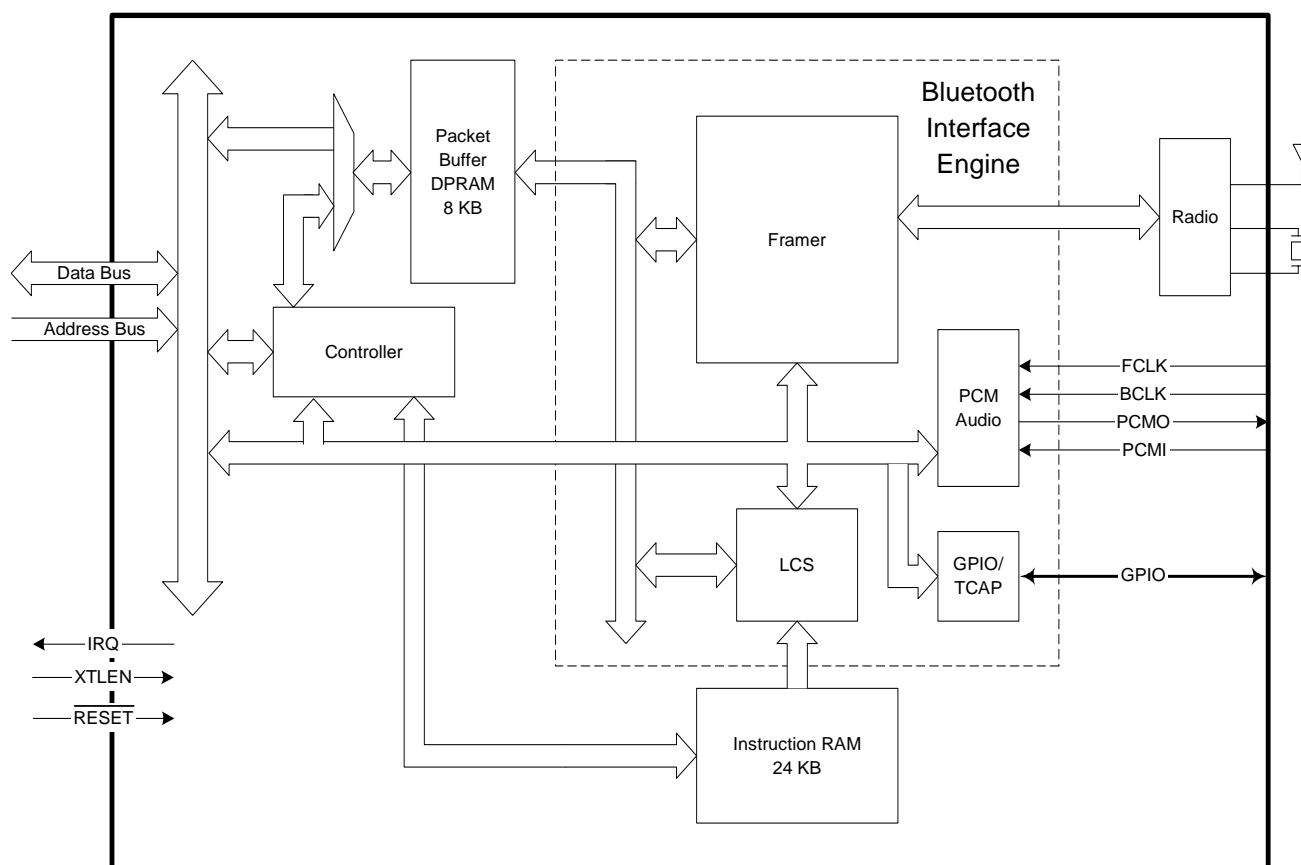 Bluetooth
Interface
Engine
Packet
Buffer
DPRAM
8 KB
Framer
Radio
Data Bus
Address Bus
Controller
PCM
Audio
FCLK
BCLK
PCMO
PCMI
LCS
GPIO/
TCAP
GPIO
IRQ
XTLEN
RESET
Instruction RAM
24 KB